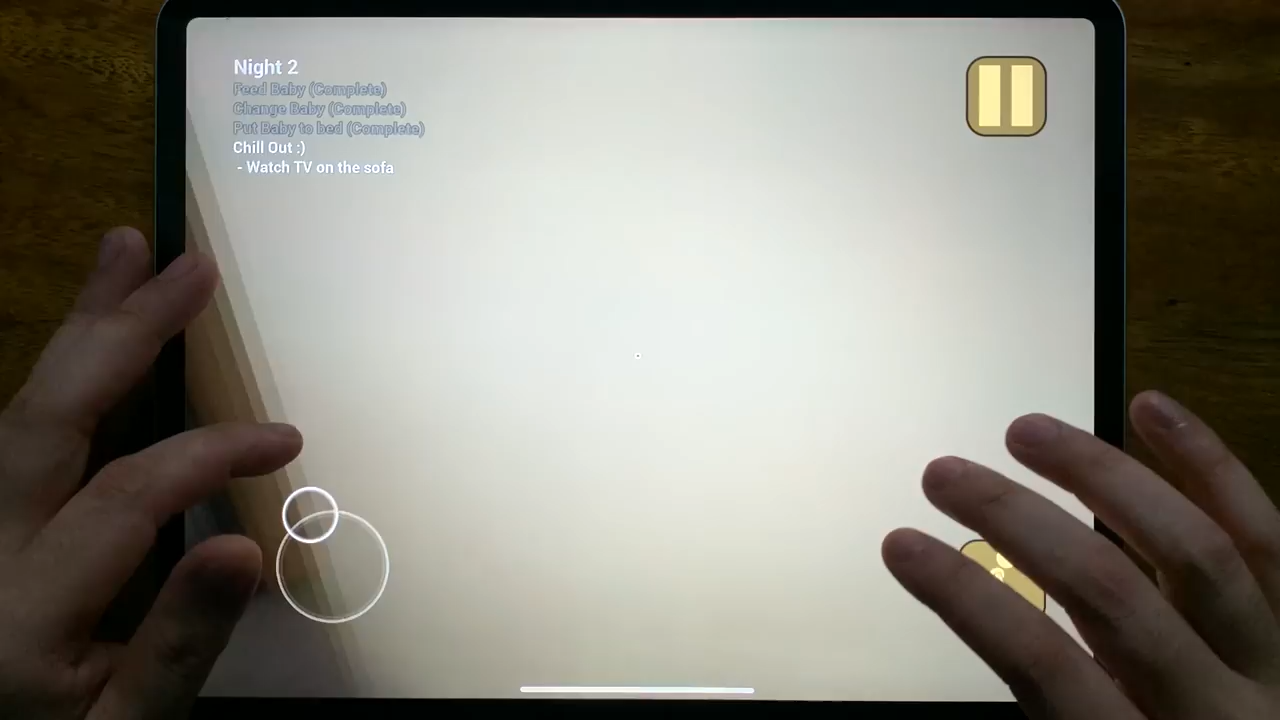 Night 2
Feed Baby (Complete)
Change Baby (Complete)
Put Baby to bed (Complete)
Chill Out :)
- Watch TV on the sofa